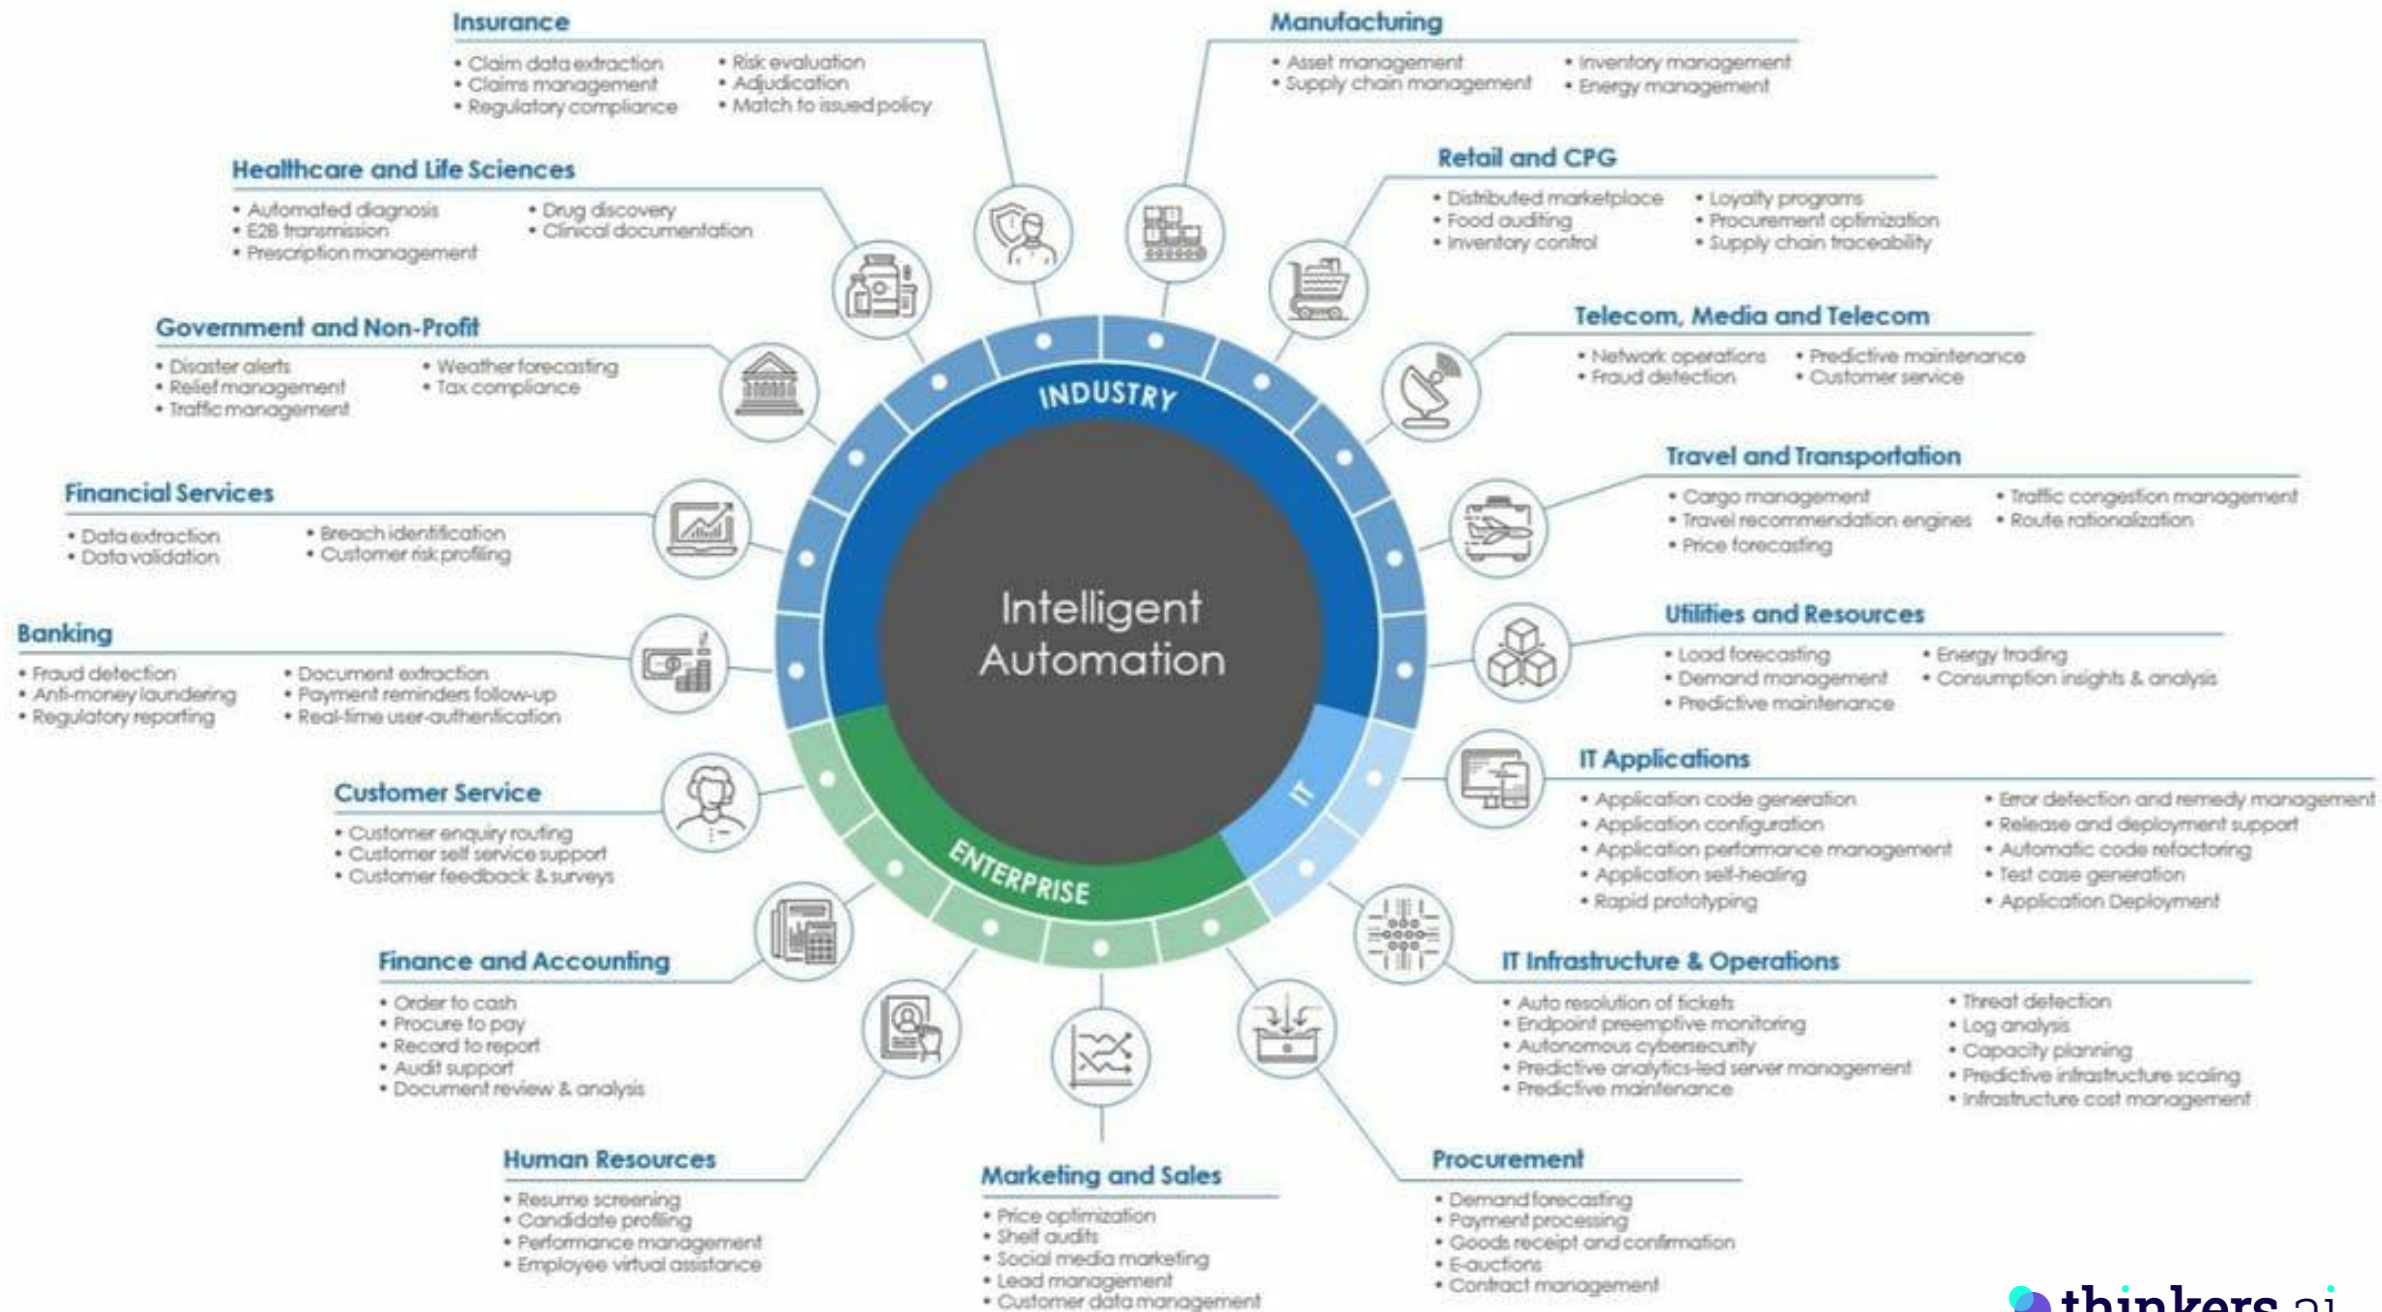 Insurance
• Claim data extraction
• Claims management
• Regulatory compliance
• Risk evaluation
• Adjudication
• Match to issued policy
Manufacturing
• Asset management
• Supply chain management
• Inventory management
• Energy management
Healthcare and Life Sciences
• Automated diagnosis
• E2B transmission
• Prescription management
• Drug discovery
• Clinical documentation
Retail and CPG
• Distributed marketplace
• Food auditing
• Inventory control
• Loyalty programs
• Procurement optimization
• Supply chain traceability
Government and Non-Profit
• Disaster alerts
• Relief management
• Traffic management
• Weather forecasting
• Tax compliance
Telecom, Media and Telecom
• Network operations
• Fraud detection
• Predictive maintenance
• Customer service
Financial Services
• Data extraction
• Data validation
• Breach identification
• Customer risk profiling
Travel and Transportation
• Cargo management
• Travel recommendation engines
• Price forecasting
• Traffic congestion management
• Route rationalization
Banking
• Fraud detection
• Anti-money laundering
• Regulatory reporting
• Document extraction
• Payment reminders follow-up
• Real-time user-authentication
Utilities and Resources
• Load forecasting
• Demand management
• Predictive maintenance
• Energy trading
• Consumption insights & analysis
INDUSTRY
Intelligent
Automation
IT
ENTERPRISE
Customer Service
• Customer enquiry routing
• Customer self service support
• Customer feedback & surveys
IT Applications
• Application code generation
• Application configuration
• Application performance management
• Application self-healing
• Rapid prototyping
• Error detection and remedy management
• Release and deployment support
• Automatic code refactoring
• Test case generation
• Application Deployment
Finance and Accounting
• Order to cash
• Procure to pay
• Record to report
• Audit support
• Document review & analysis
IT Infrastructure & Operations
• Auto resolution of tickets
• Endpoint preemptive monitoring
• Autonomous cybersecurity
• Predictive analytics-led server management
• Predictive maintenance
• Threat detection
• Log analysis
• Capacity planning
• Predictive infrastructure scaling
• Infrastructure cost management
Human Resources
• Resume screening
• Candidate profiling
• Performance management
• Employee virtual assistance
Marketing and Sales
• Price optimization
• Shelf audits
• Social media marketing
• Lead management
• Customer data management
Procurement
• Demand forecasting
• Payment processing
• Goods receipt and confirmation
• E-auctions
• Contract management
thinkers.ai